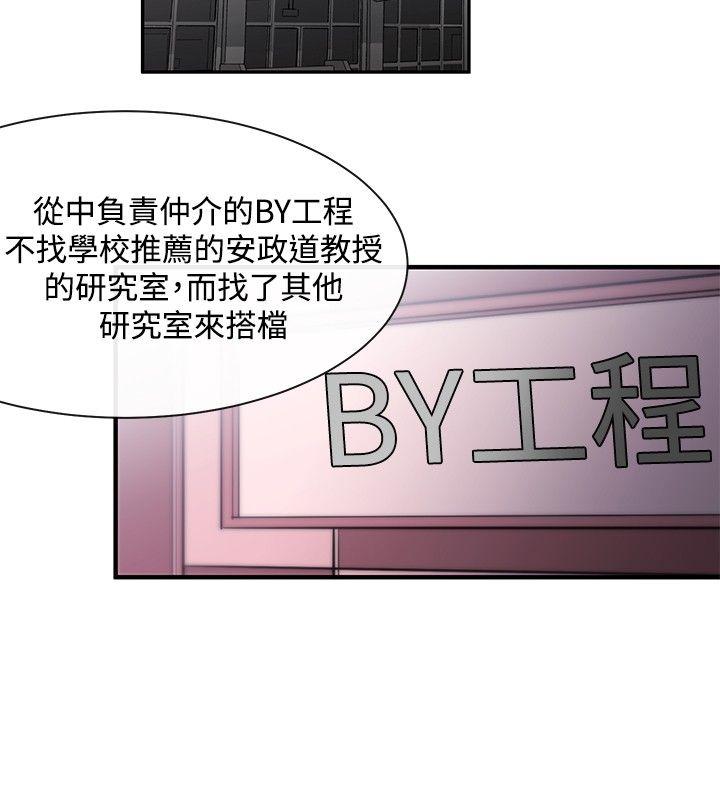 從中負責仲介的BY工程
不找學校推薦的安政道教授
的研究室，而找了其他
研究室來搭檔
BY工程